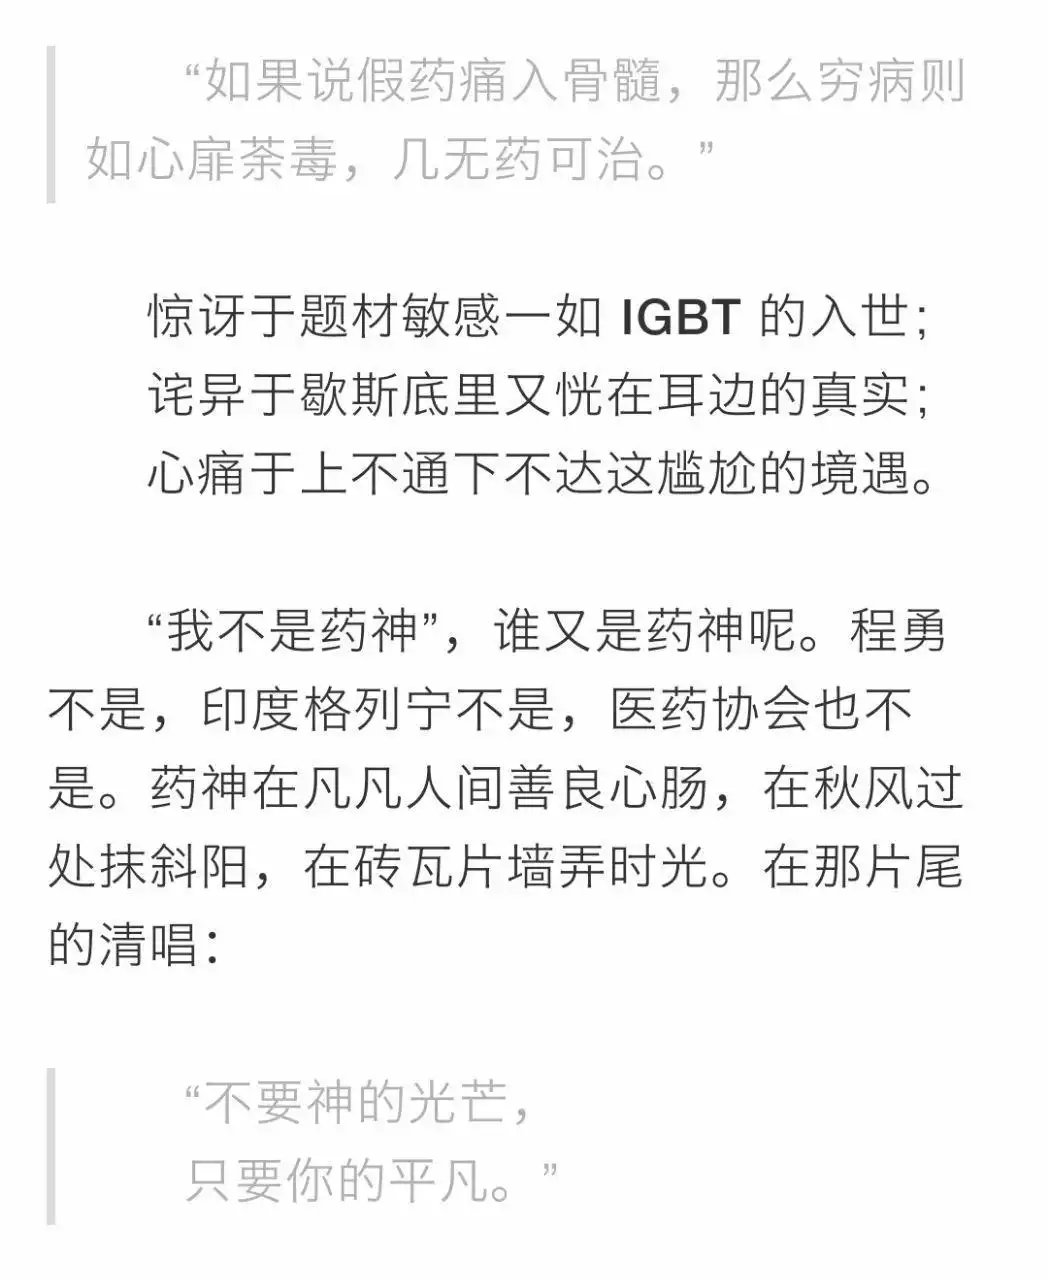 “如果说假药痛入骨髓，那么穷病则
如心扉荼毒，几无药可治。”
惊讶于题材敏感一如 IGBT 的入世；
诧异于歇斯底里又恍在耳边的真实；
心痛于上不通下不达这尴尬的境遇。
“我不是药神”，谁又是药神呢。程勇
不是，印度格列宁不是，医药协会也不
是。药神在凡凡人间善良心肠，在秋风过
处抹斜阳，在砖瓦片墙弄时光。在那片尾
的清唱：
“不要神的光芒，
只要你的平凡。”